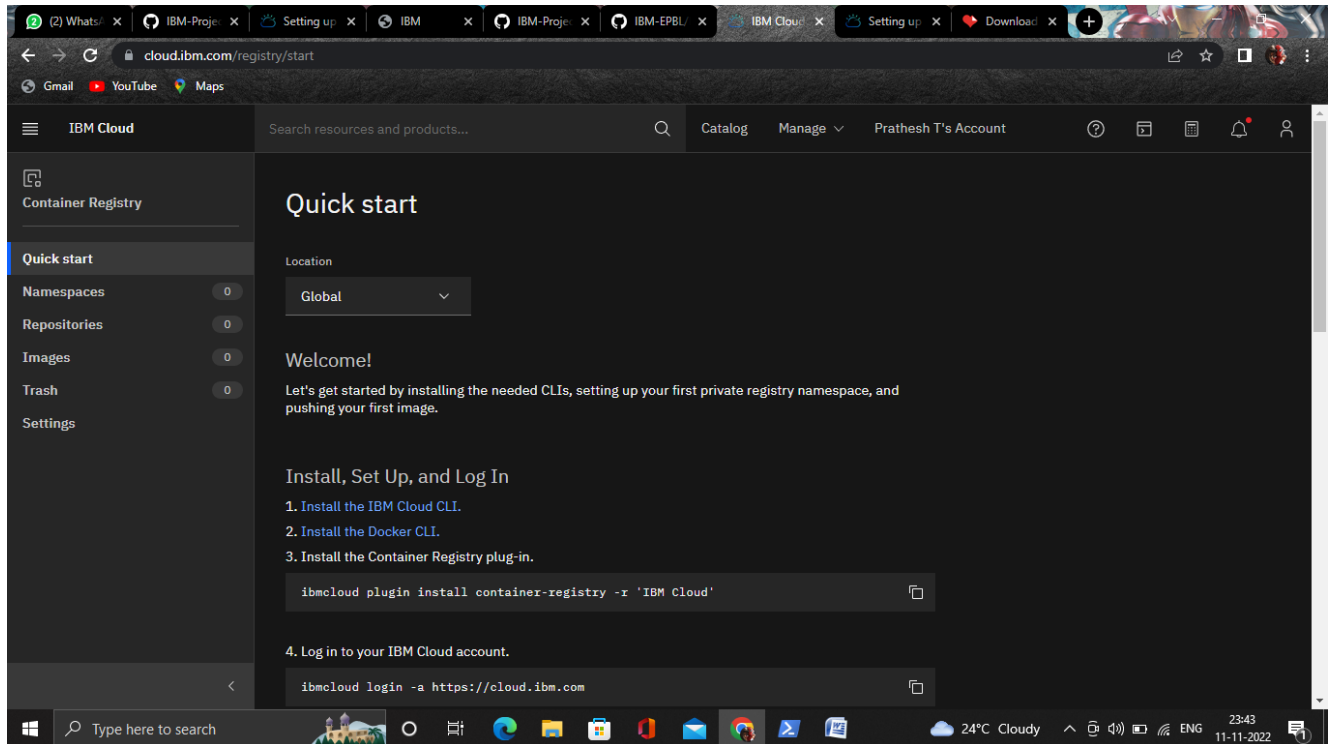 (2) WhatsA
IBM-Projec
Setting up
IBM
IBM-Projec
IBM-EPBL/
IBM Cloud
Setting up
Download
cloud.ibm.com/registry/start
Gmail YouTube Maps
IBM Cloud
Search resources and products...
Catalog Manage Prathesh T's Account
Container Registry
Quick start
Namespaces 0
Repositories 0
Images 0
Trash 0
Settings
Quick start
Location
Global
Welcome!
Let's get started by installing the needed CLIs, setting up your first private registry namespace, and
pushing your first image.
Install, Set Up, and Log In
1. Install the IBM Cloud CLI.
2. Install the Docker CLI.
3. Install the Container Registry plug-in.
ibmcloud plugin install container-registry -r 'IBM Cloud'
4. Log in to your IBM Cloud account.
ibmcloud login -a https://cloud.ibm.com
Type here to search
24°C Cloudy
ENG
23:43
11-11-2022
1